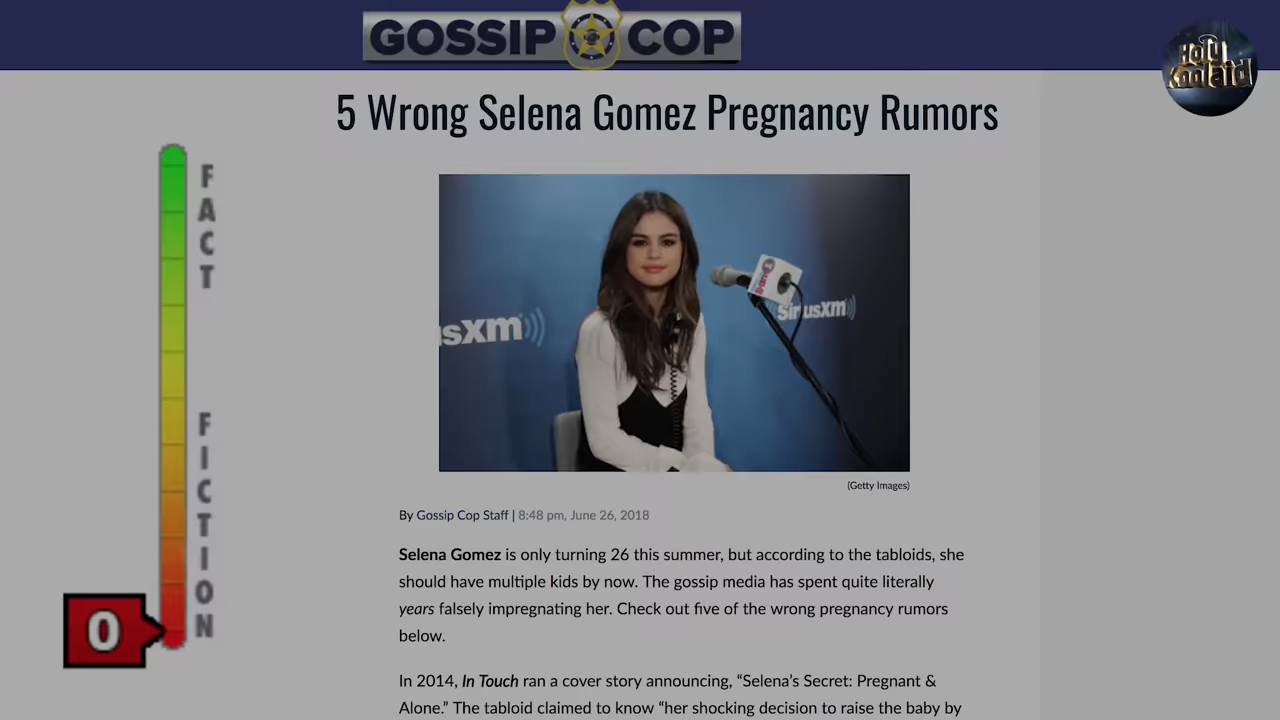 GOSSIP COP
Holy
Koolaid
5 Wrong Selena Gomez Pregnancy Rumors
FACT
FICTION
0
usxm
SiriusXM
(Getty Images)
By Gossip Cop Staff | 8:48 pm, June 26, 2018
Selena Gomez is only turning 26 this summer, but according to the tabloids, she
should have multiple kids by now. The gossip media has spent quite literally
years falsely impregnating her. Check out five of the wrong pregnancy rumors
below.
In 2014, In Touch ran a cover story announcing, “Selena’s Secret: Pregnant &
Alone.” The tabloid claimed to know “her shocking decision to raise the baby by